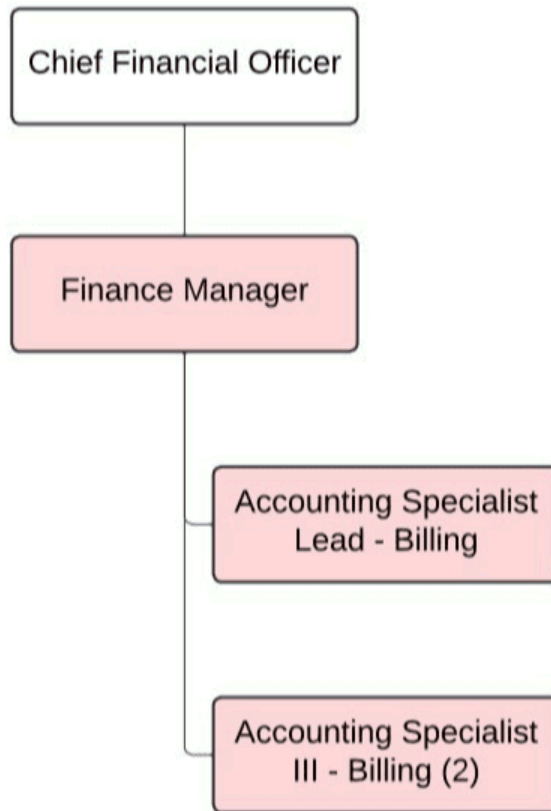 Chief Financial Officer
Finance Manager
Accounting Specialist
Lead - Billing
Accounting Specialist
III - Billing (2)